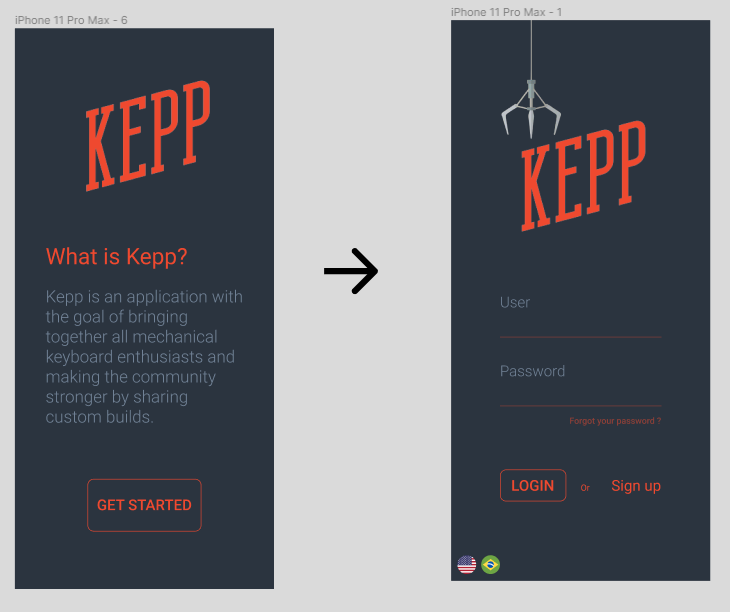 iPhone 11 Pro Max - 6
KEPP
What is Kepp?
Kepp is an application with
the goal of bringing
together all mechanical
keyboard enthusiasts and
making the community
stronger by sharing
custom builds.
GET STARTED
iPhone 11 Pro Max - 1
KEPP
User
Password
Forgot your password ?
LOGIN Or Sign up